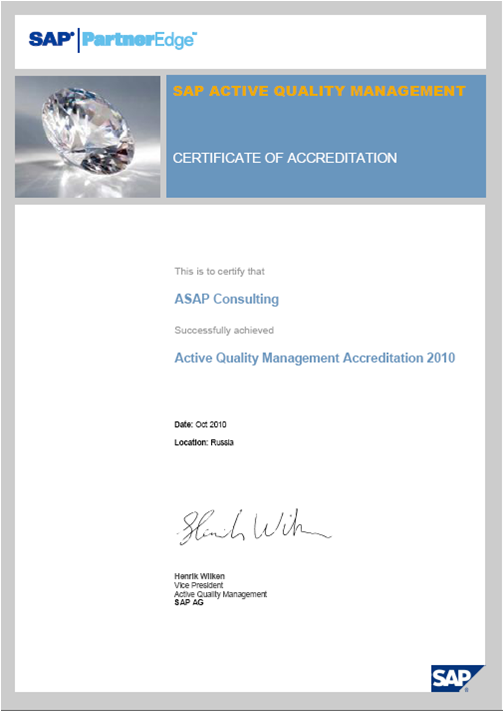 SAP® PartnerEdge™
SAP ACTIVE QUALITY MANAGEMENT
CERTIFICATE OF ACCREDITATION
This is to certify that
ASAP Consulting
Successfully achieved
Active Quality Management Accreditation 2010
Date: Oct 2010
Location: Russia
Henrik Wilken
Vice President
Active Quality Management
SAP AG
SAP®